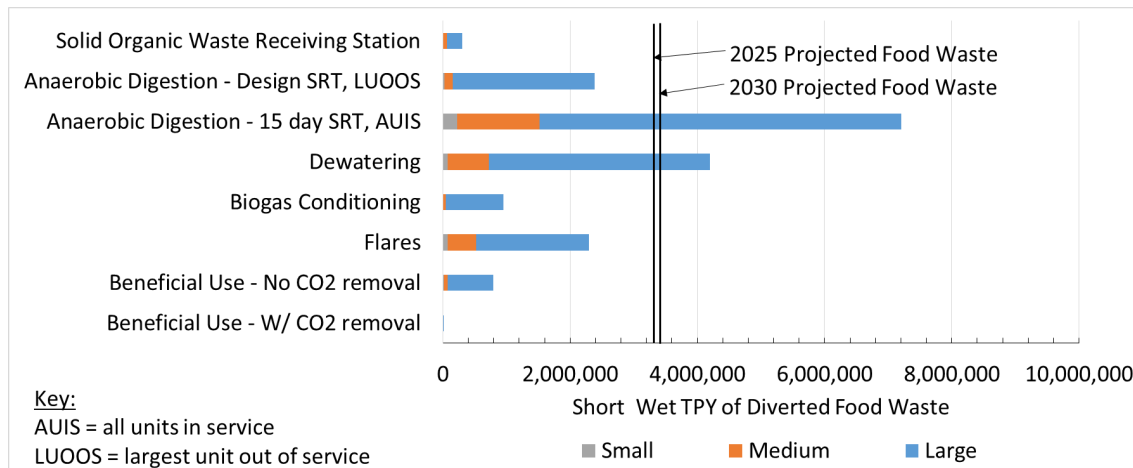 Solid Organic Waste Receiving Station
Anaerobic Digestion - Design SRT, LUOOS
Anaerobic Digestion - 15 day SRT, AUIS
Dewatering
Biogas Conditioning
Flares
Beneficial Use - No CO2 removal
Beneficial Use - W/ CO2 removal
2025 Projected Food Waste
2030 Projected Food Waste
0 2,000,000 4,000,000 6,000,000 8,000,000 10,000,000
Short Wet TPY of Diverted Food Waste
Key:
AUIS = all units in service
LUOOS = largest unit out of service
Small Medium Large